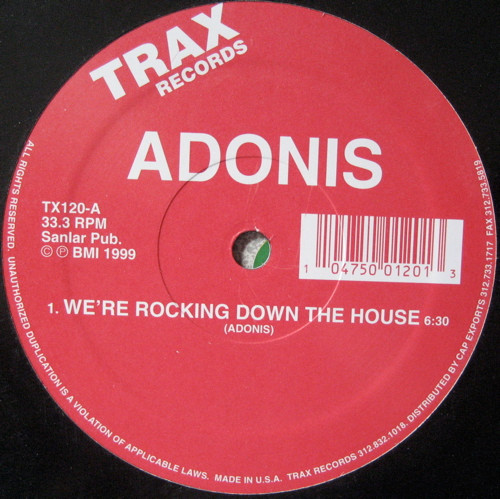 TRAX
RECORDS
ADONIS
TX120-A
33.3 RPM
Sanlar Pub.
© ℗ BMI 1999
1 04750 01201 3
1. WE'RE ROCKING DOWN THE HOUSE 6:30
(ADONIS)
ALL RIGHTS RESERVED. UNAUTHORIZED DUPLICATION IS A VIOLATION OF APPLICABLE LAWS. MADE IN U.S.A. TRAX RECORDS 312.832.1018. DISTRIBUTED BY CAP EXPORTS 312.733.1717 FAX 312.733.5819